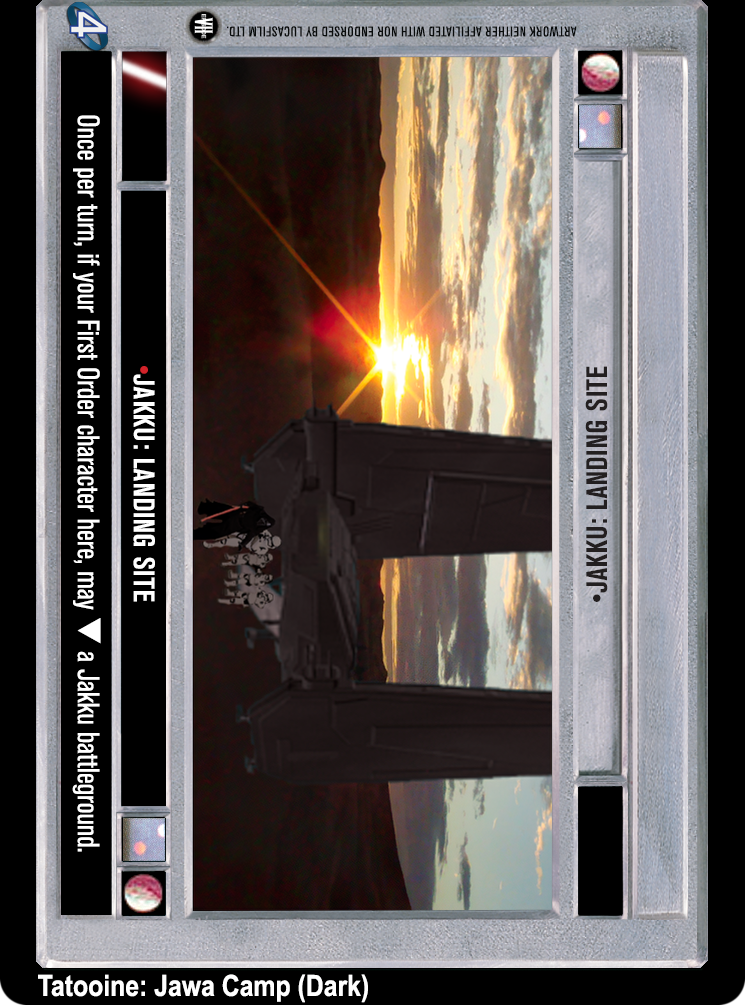 4
ARTWORK NEITHER AFFILIATED WITH NOR ENDORSED BY LUCASFILM LTD.
•JAKKU: LANDING SITE
•JAKKU: LANDING SITE
Once per turn, if your First Order character here, may ▼ a Jakku battleground.
Tatooine: Jawa Camp (Dark)